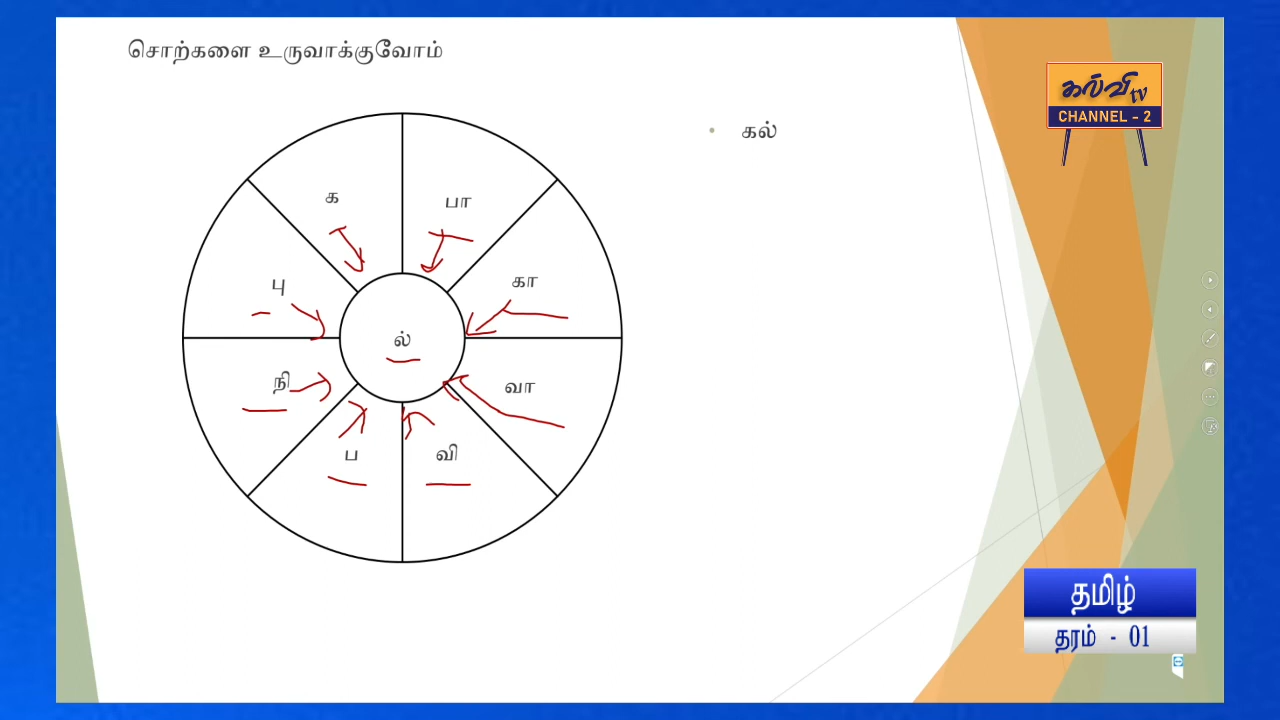 சொற்களை உருவாக்குவோம்
கல்வி tv
CHANNEL - 2
• கல்
க
பா
பு
கா
ல்
நி
வா
ப
வி
தமிழ்
தரம் - 01